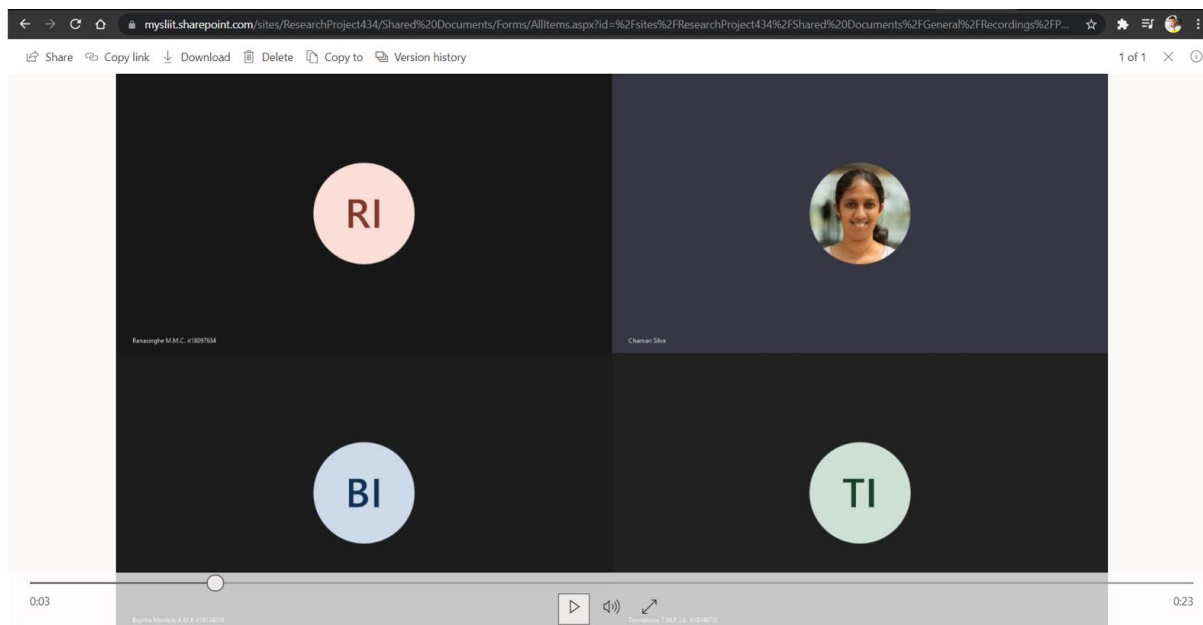 mysliit.sharepoint.com/sites/ResearchProject434/Shared%20Documents/Forms/AllItems.aspx?id=%2Fsites%2FResearchProject434%2FShared%20Documents%2FGeneral%2FRecordings%2FP...
Share Copy link Download Delete Copy to Version history 1 of 1
RI
Ranasinghe M.M.C. it18097634
Chamari Silva
BI
TI
0:03 0:23